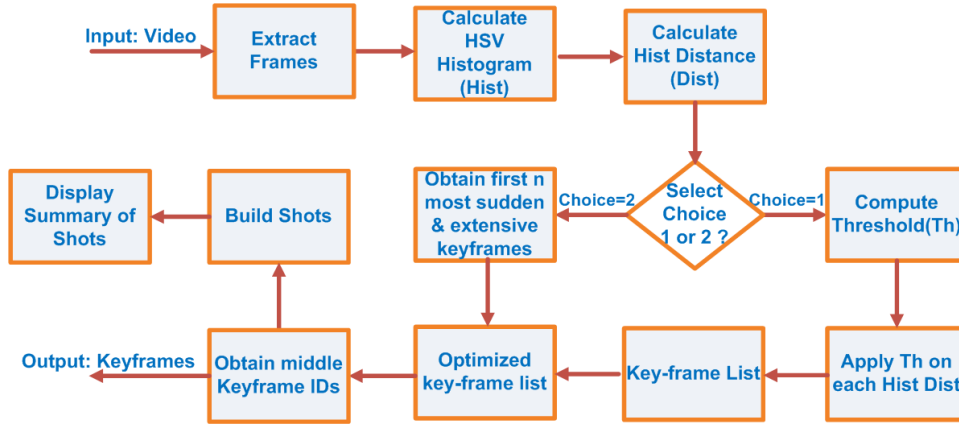 Input: Video
Extract
Frames
Calculate
HSV
Histogram
(Hist)
Calculate
Hist Distance
(Dist)
Select
Choice
1 or 2 ?
Choice=1
Compute
Threshold(Th)
Apply Th on
each Hist Dist
Key-frame List
Choice=2
Obtain first n
most sudden
& extensive
keyframes
Optimized
key-frame list
Obtain middle
Keyframe IDs
Output: Keyframes
Build Shots
Display
Summary of
Shots